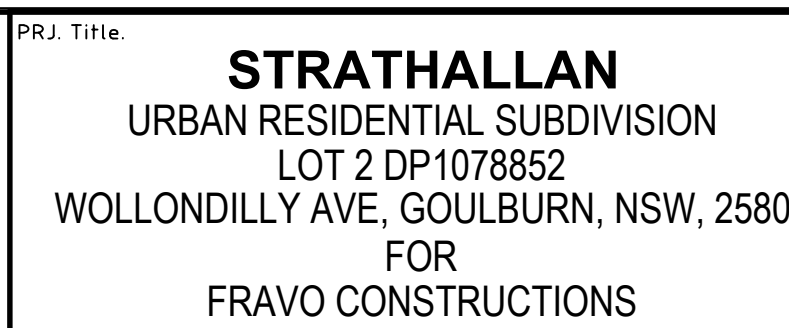 PRJ. Title.
STRATHALLAN
URBAN RESIDENTIAL SUBDIVISION
LOT 2 DP1078852
WOLLONDILLY AVE, GOULBURN, NSW, 2580
FOR
FRAVO CONSTRUCTIONS